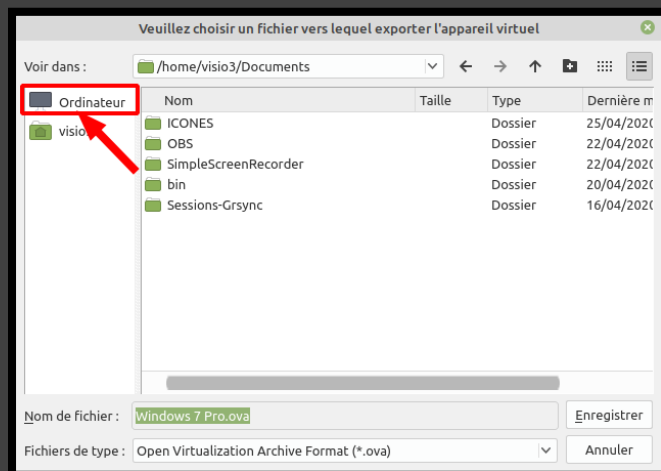 Veuillez choisir un fichier vers lequel exporter l'appareil virtuel
Voir dans : /home/visio3/Documents
Ordinateur
visio
Nom Taille Type Dernière m
ICONES Dossier 25/04/2020
OBS Dossier 22/04/2020
SimpleScreenRecorder Dossier 22/04/2020
bin Dossier 20/04/2020
Sessions-Grsync Dossier 16/04/2020
Nom de fichier : Windows 7 Pro.ova Enregistrer
Fichiers de type : Open Virtualization Archive Format (*.ova) Annuler